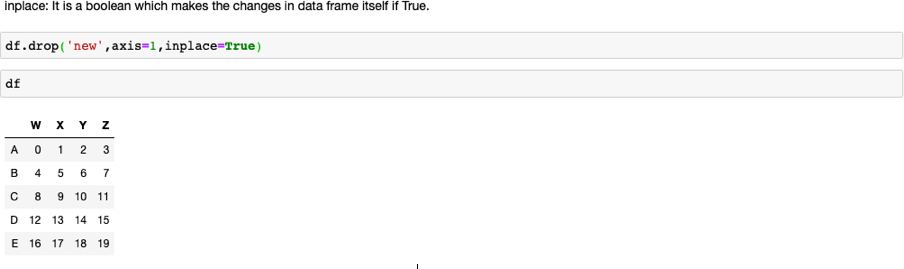 inplace: It is a boolean which makes the changes in data frame itself if True.
df.drop('new',axis=1,inplace=True)
df
W X Y Z
A 0 1 2 3
B 4 5 6 7
C 8 9 10 11
D 12 13 14 15
E 16 17 18 19